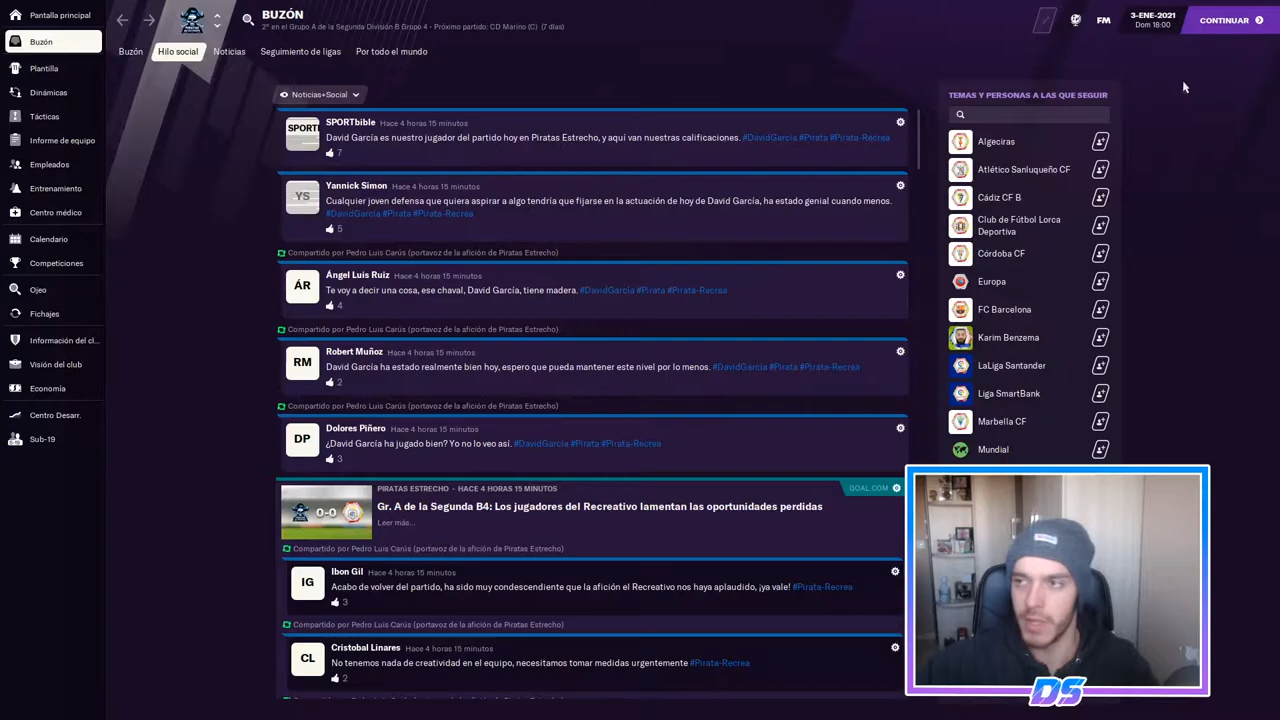 Pantalla principal
Buzón
Plantilla
Dinámicas
Tácticas
Informe de equipo
Empleados
Entrenamiento
Centro médico
Calendario
Competiciones
Ojeo
Fichajes
Información del cl...
Visión del club
Economía
Centro Desarr.
Sub-19
BUZÓN
2º en el Grupo A de la Segunda División B Grupo 4 - Próximo partido: CD Marino (C) (7 días)
FM
3-ENE-2021
Dom 18:00
CONTINUAR
Buzón
Hilo social
Noticias
Seguimiento de ligas
Por todo el mundo
Noticias+Social
SPORTbible Hace 4 horas 15 minutos
David García es nuestro jugador del partido hoy en Piratas Estrecho, y aquí van nuestras calificaciones. #DavidGarcía #Pirata #Pirata-Recrea
7
YS
Yannick Simon Hace 4 horas 15 minutos
Cualquier joven defensa que quiera aspirar a algo tendría que fijarse en la actuación de hoy de David García, ha estado genial cuando menos.
#DavidGarcía #Pirata #Pirata-Recrea
5
Compartido por Pedro Luis Carús (portavoz de la afición de Piratas Estrecho)
ÁR
Ángel Luis Ruiz Hace 4 horas 15 minutos
Te voy a decir una cosa, ese chaval, David García, tiene madera. #DavidGarcía #Pirata #Pirata-Recrea
4
Compartido por Pedro Luis Carús (portavoz de la afición de Piratas Estrecho)
RM
Robert Muñoz Hace 4 horas 15 minutos
David García ha estado realmente bien hoy, espero que pueda mantener este nivel por lo menos. #DavidGarcía #Pirata #Pirata-Recrea
2
Compartido por Pedro Luis Carús (portavoz de la afición de Piratas Estrecho)
DP
Dolores Piñero Hace 4 horas 15 minutos
¿David García ha jugado bien? Yo no lo veo así. #DavidGarcía #Pirata #Pirata-Recrea
3
PIRATAS ESTRECHO - HACE 4 HORAS 15 MINUTOS
GOAL.COM
0-0
Gr. A de la Segunda B4: Los jugadores del Recreativo lamentan las oportunidades perdidas
Leer más...
Compartido por Pedro Luis Carús (portavoz de la afición de Piratas Estrecho)
IG
Ibon Gil Hace 4 horas 15 minutos
Acabo de volver del partido, ha sido muy condescendiente que la afición el Recreativo nos haya aplaudido, ¡ya vale! #Pirata-Recrea
3
Compartido por Pedro Luis Carús (portavoz de la afición de Piratas Estrecho)
CL
Cristobal Linares Hace 4 horas 15 minutos
No tenemos nada de creatividad en el equipo, necesitamos tomar medidas urgentemente #Pirata-Recrea
2
TEMAS Y PERSONAS A LAS QUE SEGUIR
Algeciras
Atlético Sanluqueño CF
Cádiz CF B
Club de Fútbol Lorca
Deportiva
Córdoba CF
Europa
FC Barcelona
Karim Benzema
LaLiga Santander
Liga SmartBank
Marbella CF
Mundial
DS